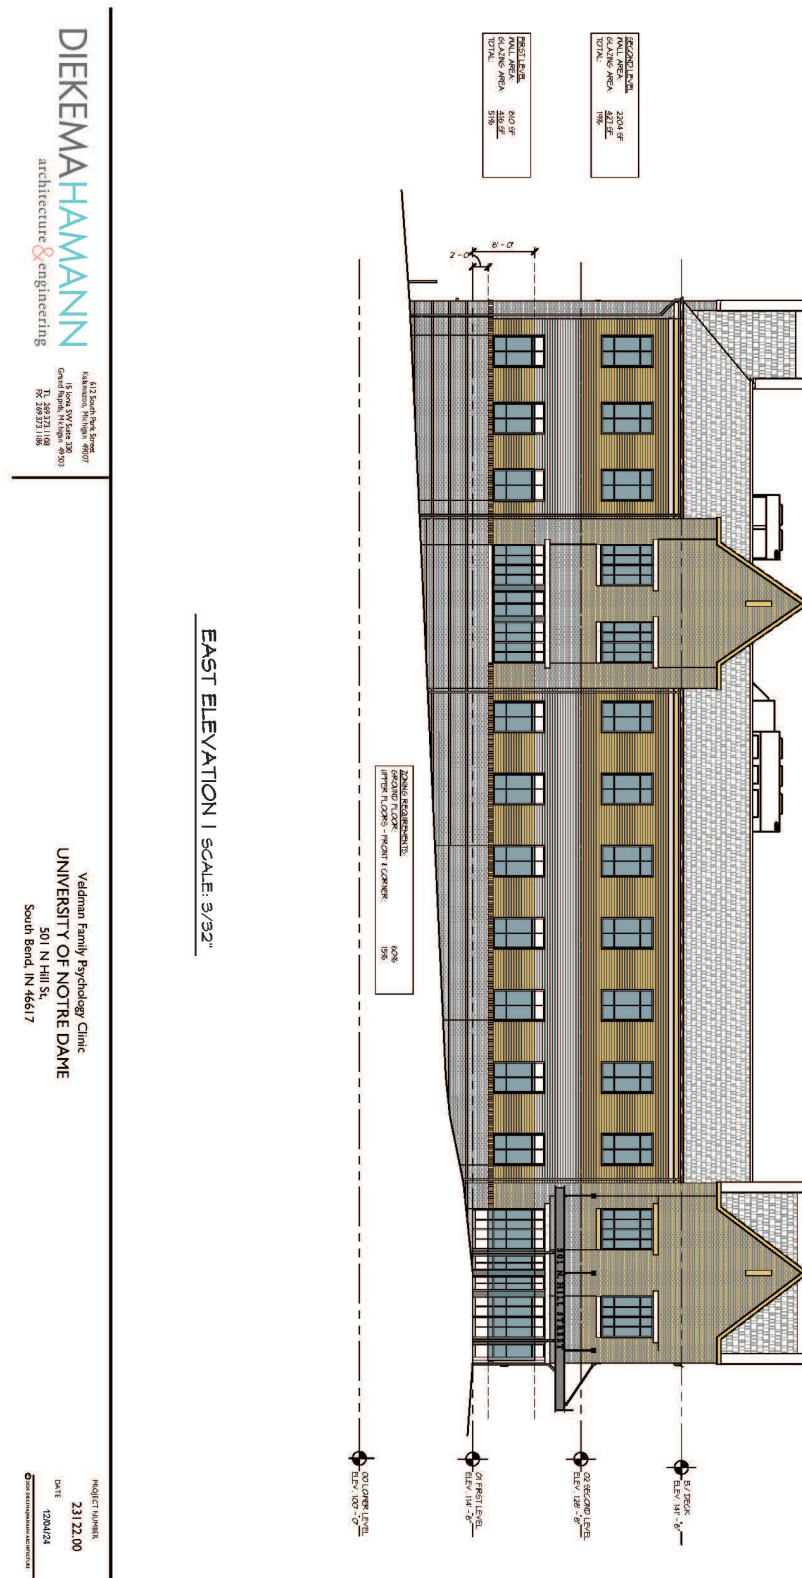 SECOND LEVEL
WALL AREA: 2204 SF
GLAZING AREA: 427 SF
TOTAL: 19%
FIRST LEVEL
WALL AREA: 810 SF
GLAZING AREA: 416 SF
TOTAL: 51%
8' - 0"
2' - 0"
501 N. HILL STREET
B/ DECK
ELEV. 141' - 8"
02 SECOND LEVEL
ELEV. 128' - 8"
01 FIRST LEVEL
ELEV. 114' - 8"
00 LOWER LEVEL
ELEV. 100' - 0"
ZONING REQUIREMENTS:
GROUND FLOOR: 60%
UPPER FLOORS - FRONT & CORNER: 15%
EAST ELEVATION | SCALE: 3/32"
DIEKEMAHAMANN
architecture&engineering
612 South Park Street
Kalamazoo, Michigan 49007
15 Ionia SW Suite 330
Grand Rapids, Michigan 49503
TL 269.373.1108
FX 269.373.1186
Veldman Family Psychology Clinic
UNIVERSITY OF NOTRE DAME
501 N Hill St,
South Bend, IN 46617
PROJECT NUMBER
23122.00
DATE
12/04/24